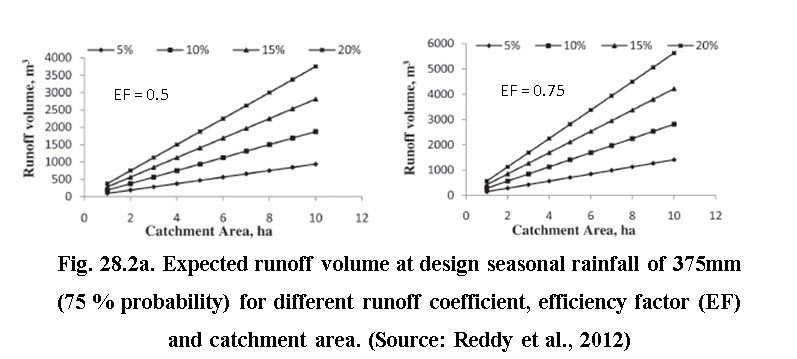 5% 10% 15% 20%
Runoff volume, m³
4000
3500
3000
2500
2000
1500
1000
500
0
EF = 0.5
0 2 4 6 8 10 12
Catchment Area, ha
5% 10% 15% 20%
Runoff volume, m³
6000
5000
4000
3000
2000
1000
0
EF = 0.75
0 2 4 6 8 10 12
Catchment Area, ha
Fig. 28.2a. Expected runoff volume at design seasonal rainfall of 375mm
(75 % probability) for different runoff coefficient, efficiency factor (EF)
and catchment area. (Source: Reddy et al., 2012)